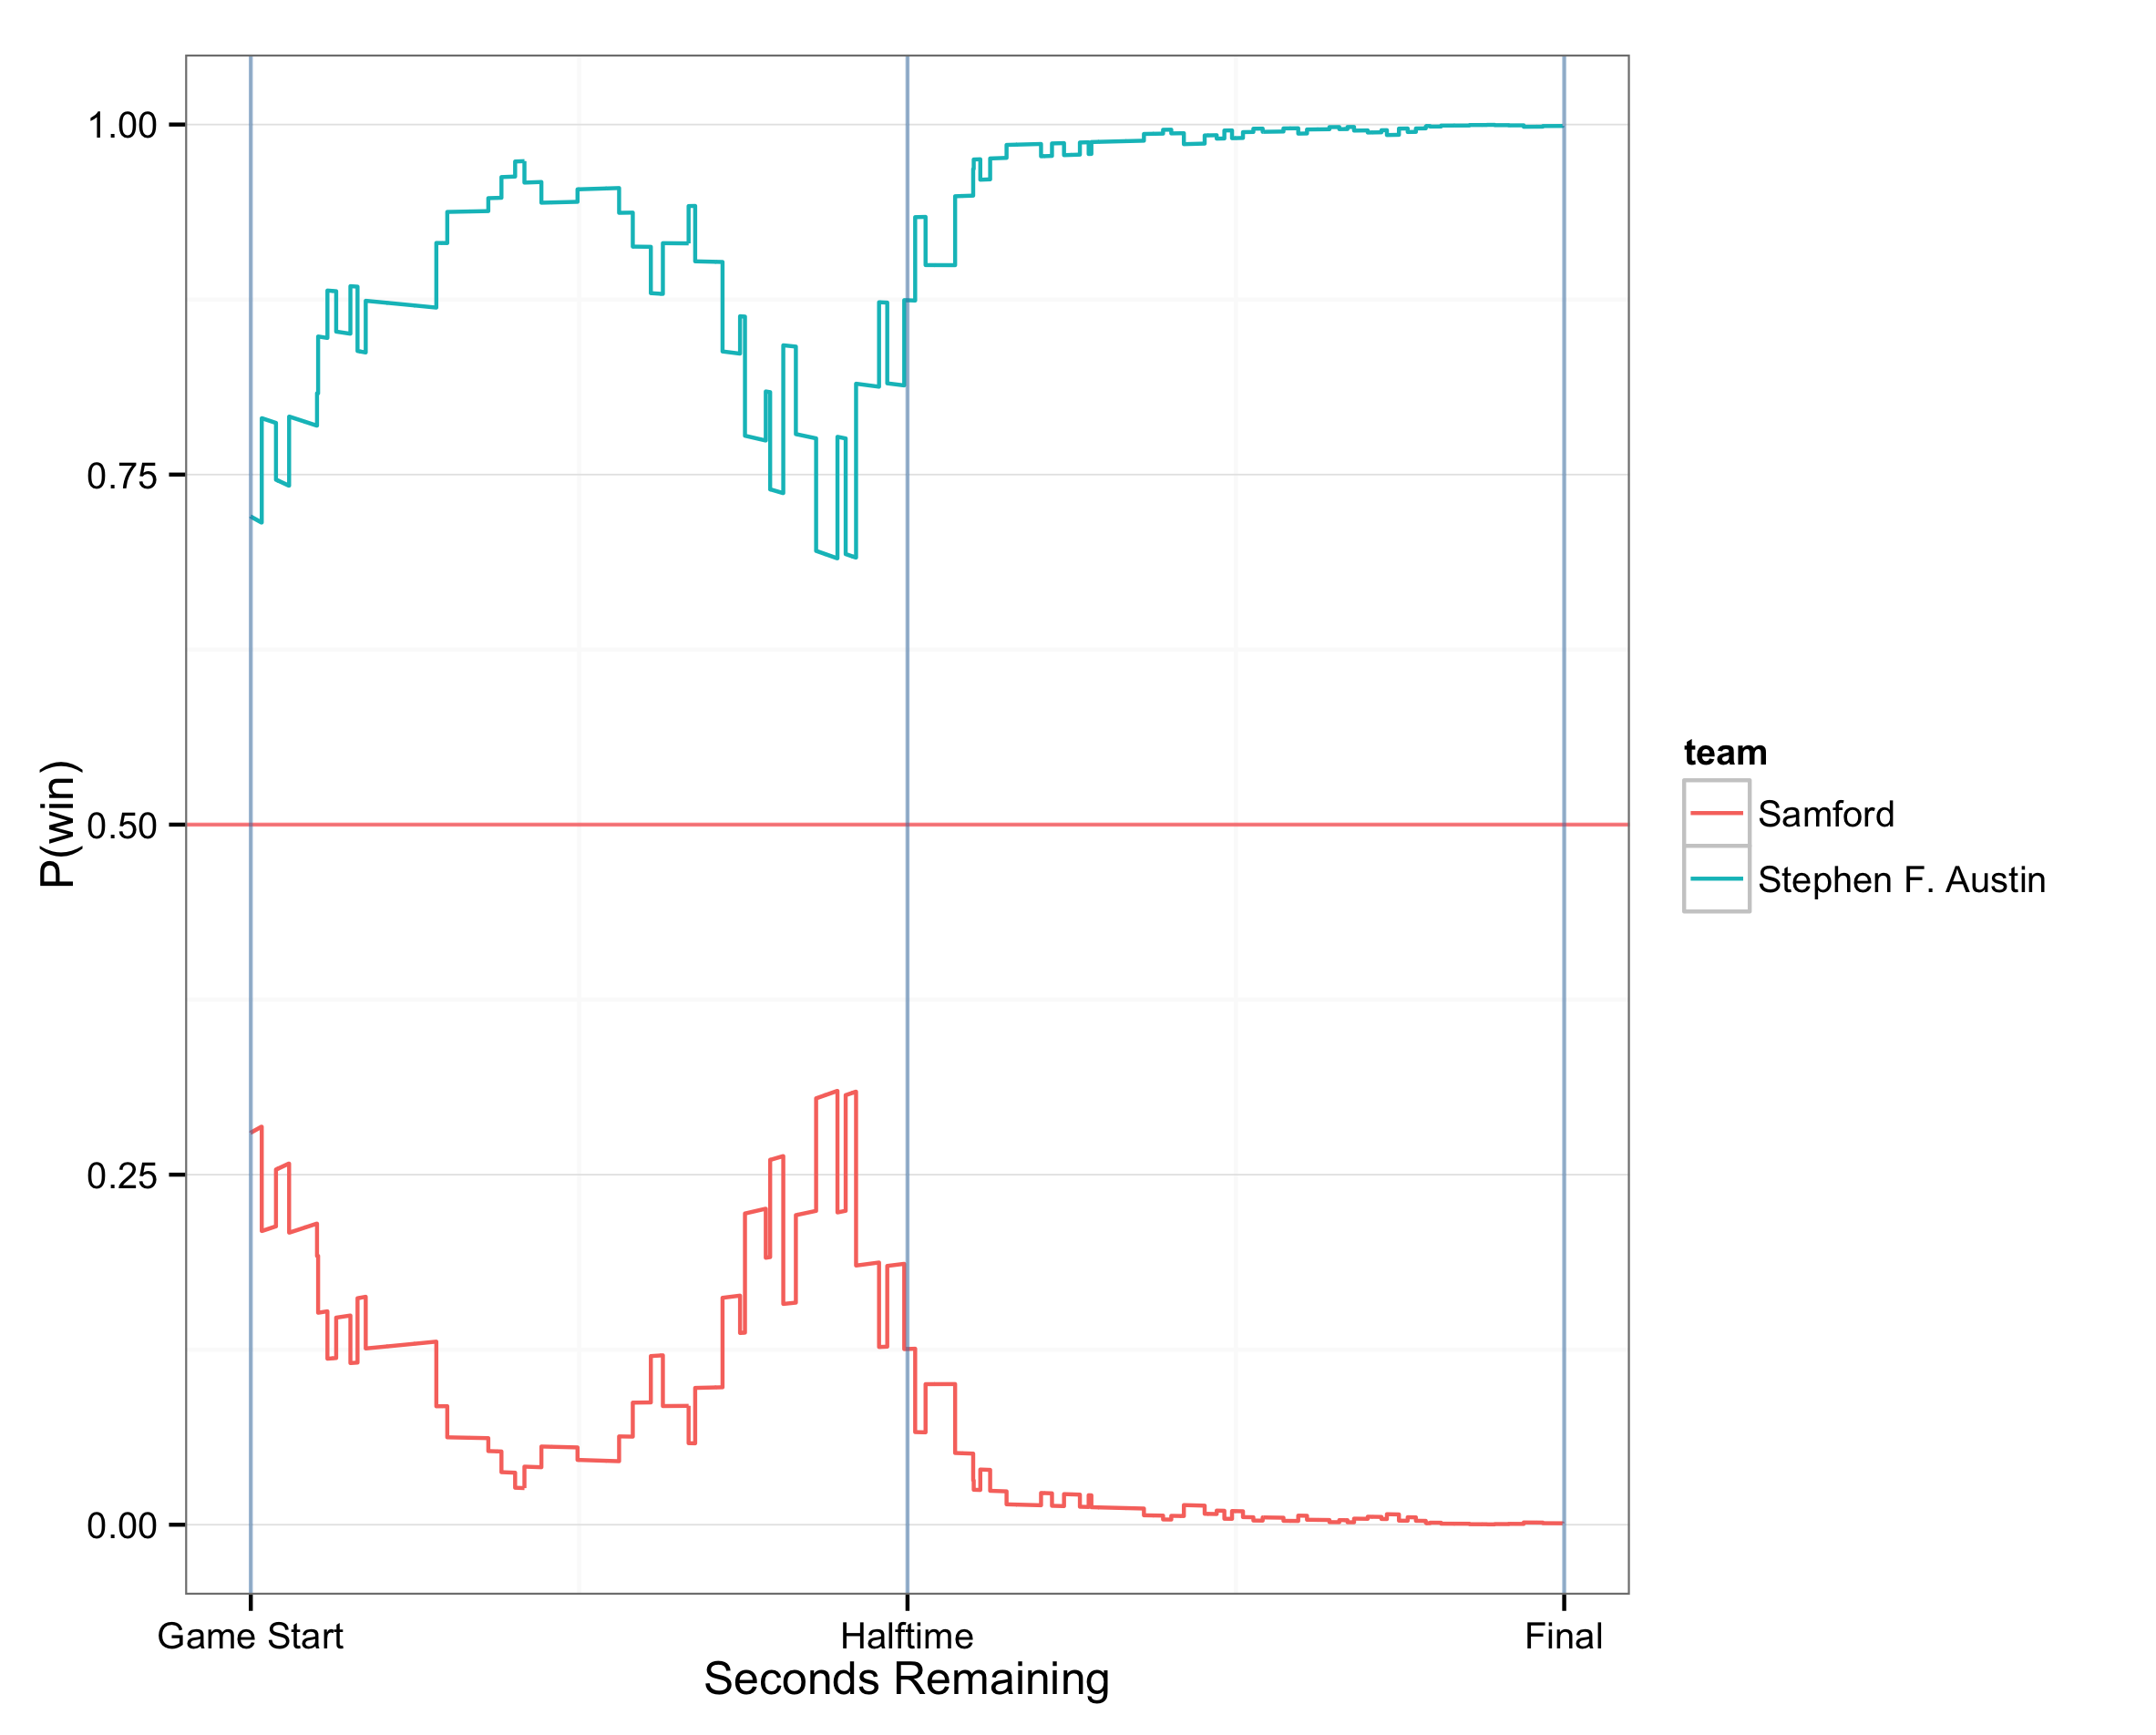 1.00
0.75
0.50
0.25
0.00
P(win)
Game Start
Halftime
Final
Seconds Remaining
team
Samford
Stephen F. Austin